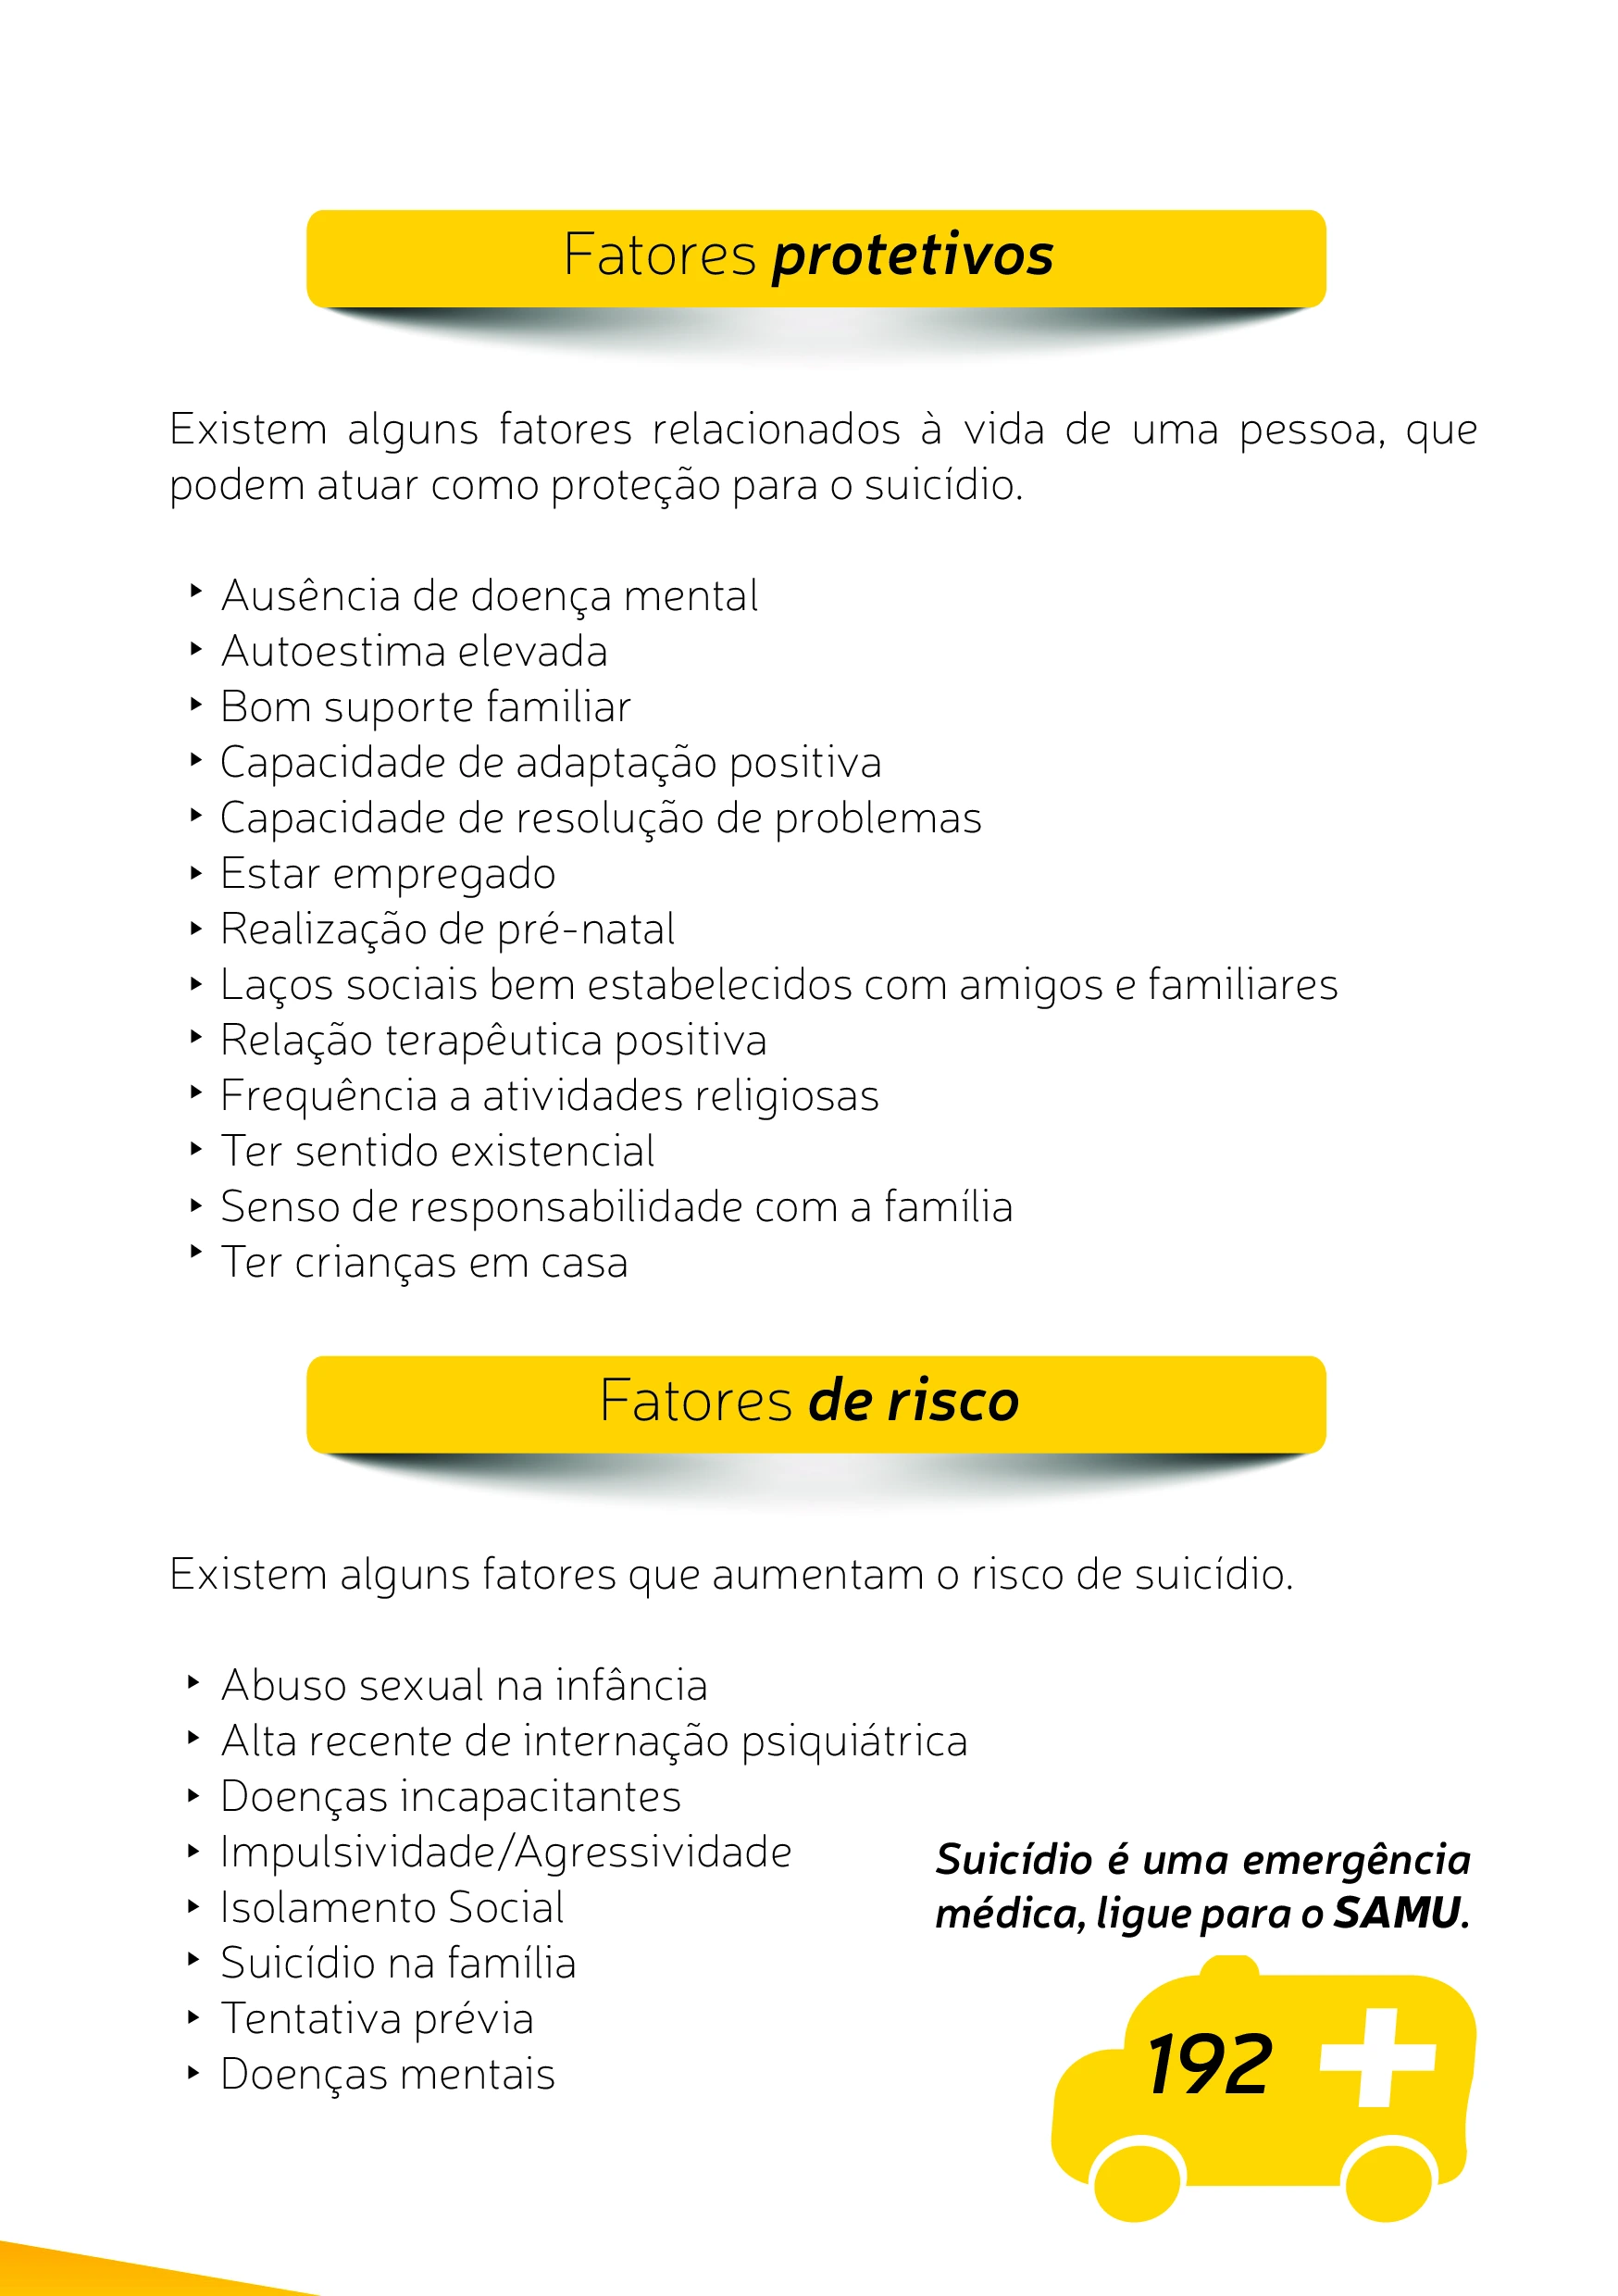 Fatores protetivos
Existem alguns fatores relacionados à vida de uma pessoa, que
podem atuar como proteção para o suicídio.
‣ Ausência de doença mental
‣ Autoestima elevada
‣ Bom suporte familiar
‣ Capacidade de adaptação positiva
‣ Capacidade de resolução de problemas
‣ Estar empregado
‣ Realização de pré-natal
‣ Laços sociais bem estabelecidos com amigos e familiares
‣ Relação terapêutica positiva
‣ Frequência a atividades religiosas
‣ Ter sentido existencial
‣ Senso de responsabilidade com a família
‣ Ter crianças em casa
Fatores de risco
Existem alguns fatores que aumentam o risco de suicídio.
‣ Abuso sexual na infância
‣ Alta recente de internação psiquiátrica
‣ Doenças incapacitantes
‣ Impulsividade/Agressividade
‣ Isolamento Social
‣ Suicídio na família
‣ Tentativa prévia
‣ Doenças mentais
Suicídio é uma emergência
médica, ligue para o SAMU.
192